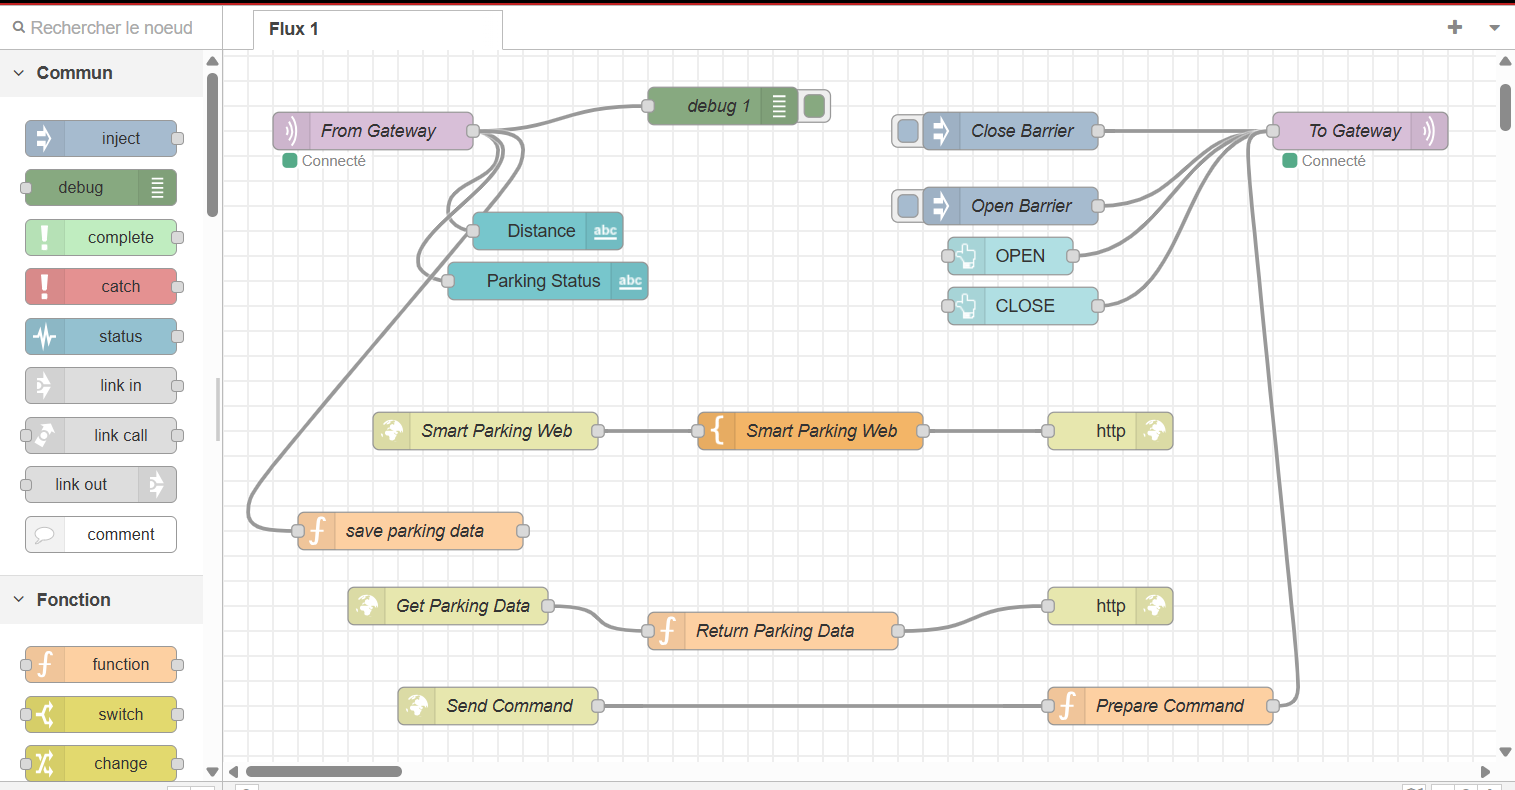 Rechercher le noeud
Flux 1
Commun
inject
debug
complete
catch
status
link in
link call
link out
comment
Fonction
function
switch
change
From Gateway
Connecté
debug 1
Distance
abc
Parking Status
abc
Close Barrier
Open Barrier
OPEN
CLOSE
To Gateway
Connecté
Smart Parking Web
Smart Parking Web
http
save parking data
Get Parking Data
Return Parking Data
http
Send Command
Prepare Command